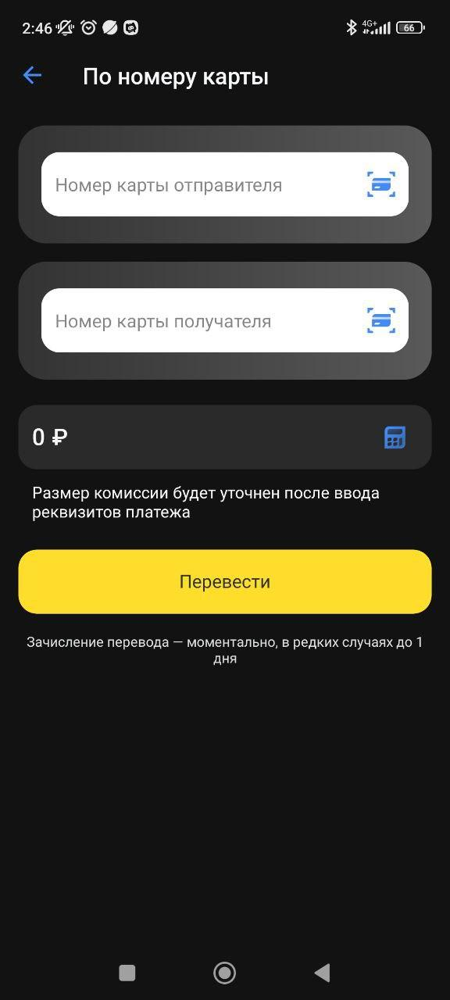 2:46 4G+ 66
По номеру карты
Номер карты отправителя
Номер карты получателя
0 ₽
Размер комиссии будет уточнен после ввода
реквизитов платежа
Перевести
Зачисление перевода — моментально, в редких случаях до 1
дня